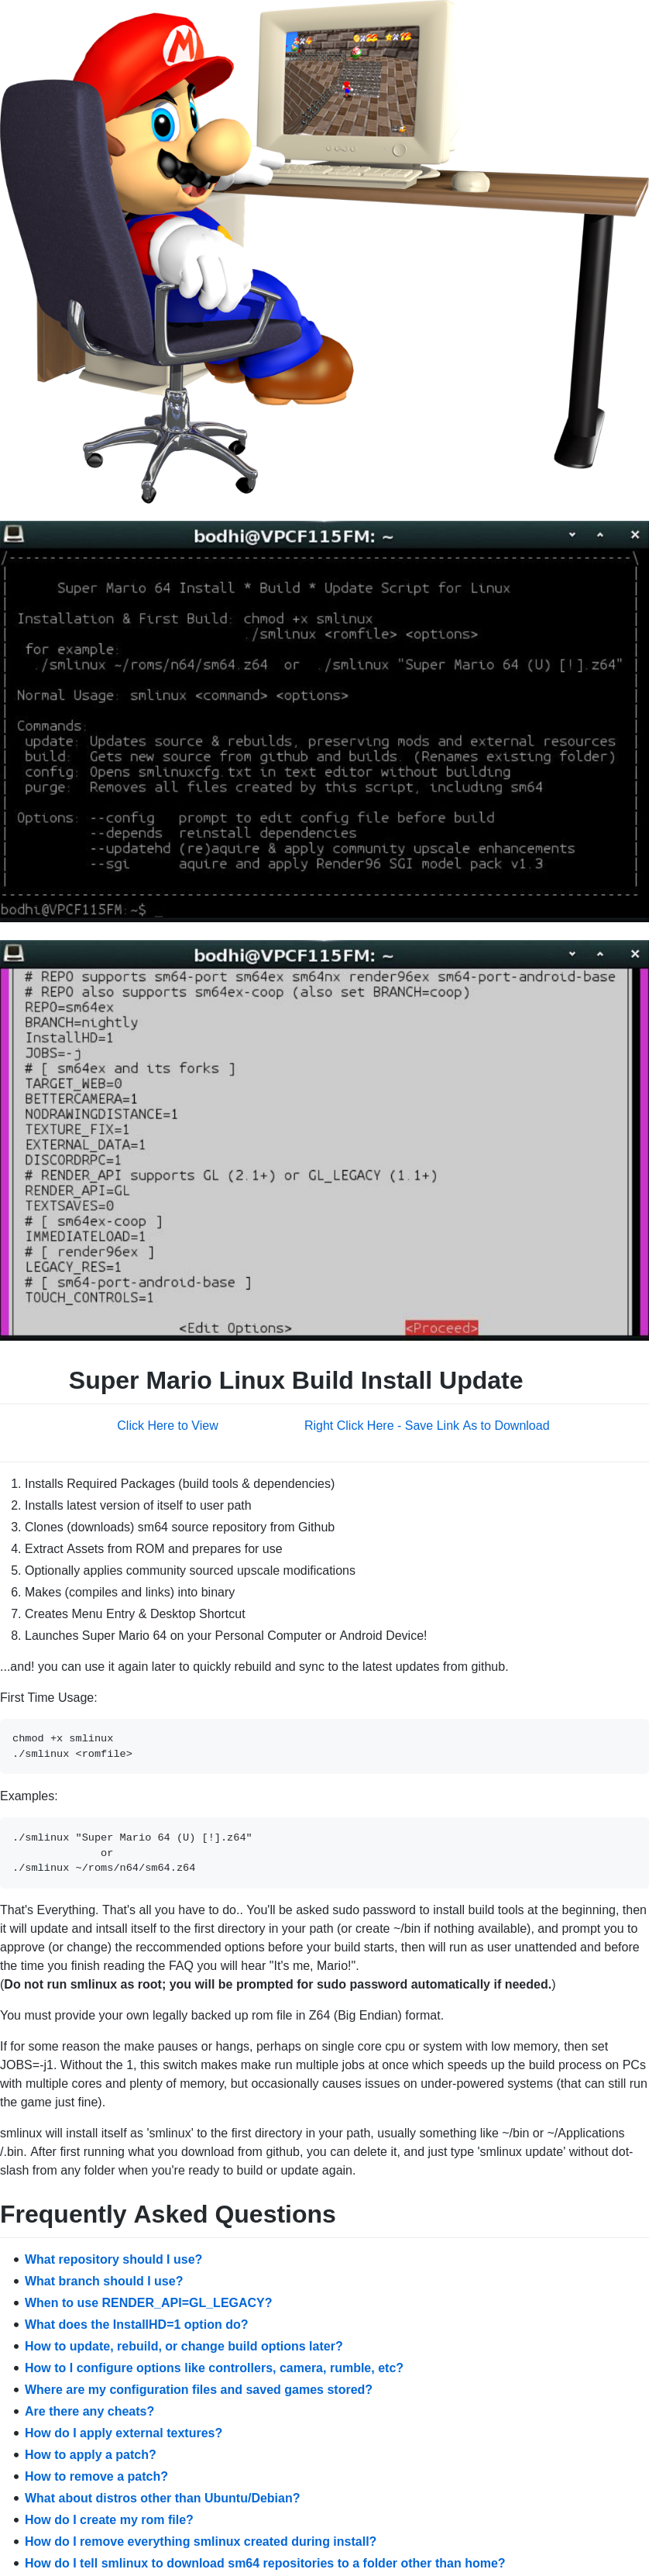 bodhi@VPCF115FM: ~
/---------------------------------------------------------------------\
Super Mario 64 Install * Build * Update Script for Linux
Installation & First Build: chmod +x smlinux
./smlinux <romfile> <options>
for example:
./smlinux ~/roms/n64/sm64.z64 or ./smlinux "Super Mario 64 (U) [!].z64"
Normal Usage: smlinux <command> <options>
Commands:
update: Updates source & rebuilds, preserving mods and external resources
build: Gets new source from github and builds. (Renames existing folder)
config: Opens smlinuxcfg.txt in text editor without building
purge: Removes all files created by this script, including sm64
Options: --config prompt to edit config file before build
--depends reinstall dependencies
--updatehd (re)aquire & apply community upscale enhancements
--sgi aquire and apply Render96 SGI model pack v1.3
bodhi@VPCF115FM:~$ _
bodhi@VPCF115FM: ~
# REPO supports sm64-port sm64ex sm64nx render96ex sm64-port-android-base
# REPO also supports sm64ex-coop (also set BRANCH=coop)
REPO=sm64ex
BRANCH=nightly
InstallHD=1
JOBS=-j
# [ sm64ex and its forks ]
TARGET_WEB=0
BETTERCAMERA=1
NODRAWINGDISTANCE=1
TEXTURE_FIX=1
EXTERNAL_DATA=1
DISCORDRPC=1
# RENDER_API supports GL (2.1+) or GL_LEGACY (1.1+)
RENDER_API=GL
TEXTSAVES=0
# [ sm64ex-coop ]
IMMEDIATELOAD=1
# [ render96ex ]
LEGACY_RES=1
# [ sm64-port-android-base ]
TOUCH_CONTROLS=1
<Edit Options> <Proceed>
Super Mario Linux Build Install Update
Click Here to View Right Click Here - Save Link As to Download
1. Installs Required Packages (build tools & dependencies)
2. Installs latest version of itself to user path
3. Clones (downloads) sm64 source repository from Github
4. Extract Assets from ROM and prepares for use
5. Optionally applies community sourced upscale modifications
6. Makes (compiles and links) into binary
7. Creates Menu Entry & Desktop Shortcut
8. Launches Super Mario 64 on your Personal Computer or Android Device!
...and! you can use it again later to quickly rebuild and sync to the latest updates from github.
First Time Usage:
chmod +x smlinux
./smlinux <romfile>
Examples:
./smlinux "Super Mario 64 (U) [!].z64"
or
./smlinux ~/roms/n64/sm64.z64
That's Everything. That's all you have to do.. You'll be asked sudo password to install build tools at the beginning, then
it will update and intsall itself to the first directory in your path (or create ~/bin if nothing available), and prompt you to
approve (or change) the reccommended options before your build starts, then will run as user unattended and before
the time you finish reading the FAQ you will hear "It's me, Mario!".
(Do not run smlinux as root; you will be prompted for sudo password automatically if needed.)
You must provide your own legally backed up rom file in Z64 (Big Endian) format.
If for some reason the make pauses or hangs, perhaps on single core cpu or system with low memory, then set
JOBS=-j1. Without the 1, this switch makes make run multiple jobs at once which speeds up the build process on PCs
with multiple cores and plenty of memory, but occasionally causes issues on under-powered systems (that can still run
the game just fine).
smlinux will install itself as 'smlinux' to the first directory in your path, usually something like ~/bin or ~/Applications
/.bin. After first running what you download from github, you can delete it, and just type 'smlinux update' without dot-
slash from any folder when you're ready to build or update again.
Frequently Asked Questions
• What repository should I use?
• What branch should I use?
• When to use RENDER_API=GL_LEGACY?
• What does the InstallHD=1 option do?
• How to update, rebuild, or change build options later?
• How to I configure options like controllers, camera, rumble, etc?
• Where are my configuration files and saved games stored?
• Are there any cheats?
• How do I apply external textures?
• How to apply a patch?
• How to remove a patch?
• What about distros other than Ubuntu/Debian?
• How do I create my rom file?
• How do I remove everything smlinux created during install?
• How do I tell smlinux to download sm64 repositories to a folder other than home?